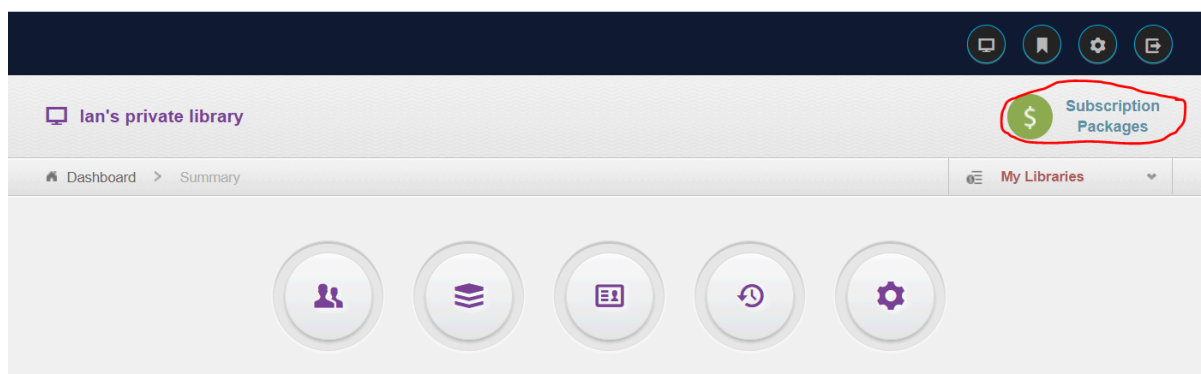 Ian's private library
Subscription
Packages
Dashboard > Summary
My Libraries